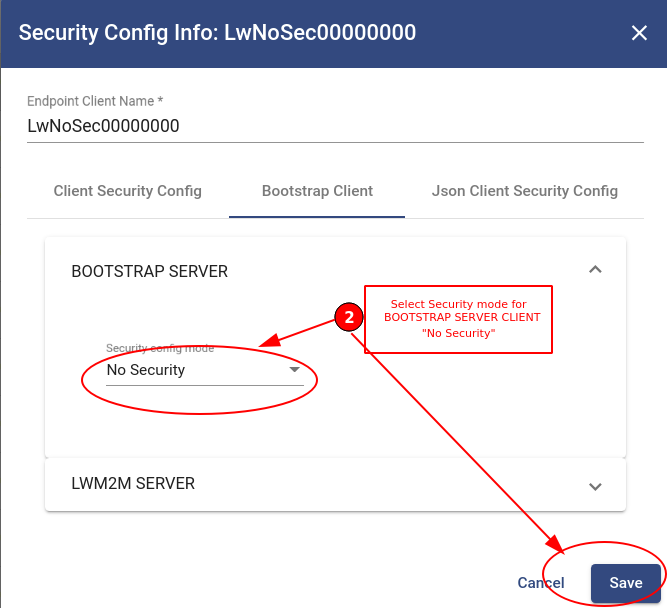 Security Config Info: LwNoSec00000000
Endpoint Client Name *
LwNoSec00000000
Client Security Config
Bootstrap Client
Json Client Security Config
BOOTSTRAP SERVER
2
Select Security mode for
BOOTSTRAP SERVER CLIENT
"No Security"
Security config mode
No Security
LWM2M SERVER
Cancel
Save